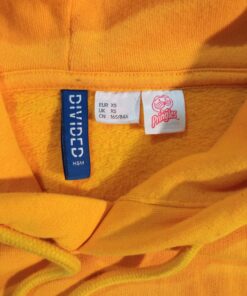 DIVIDED
H&M
EUR XS
UK XS
CN 165/84A
Pringles